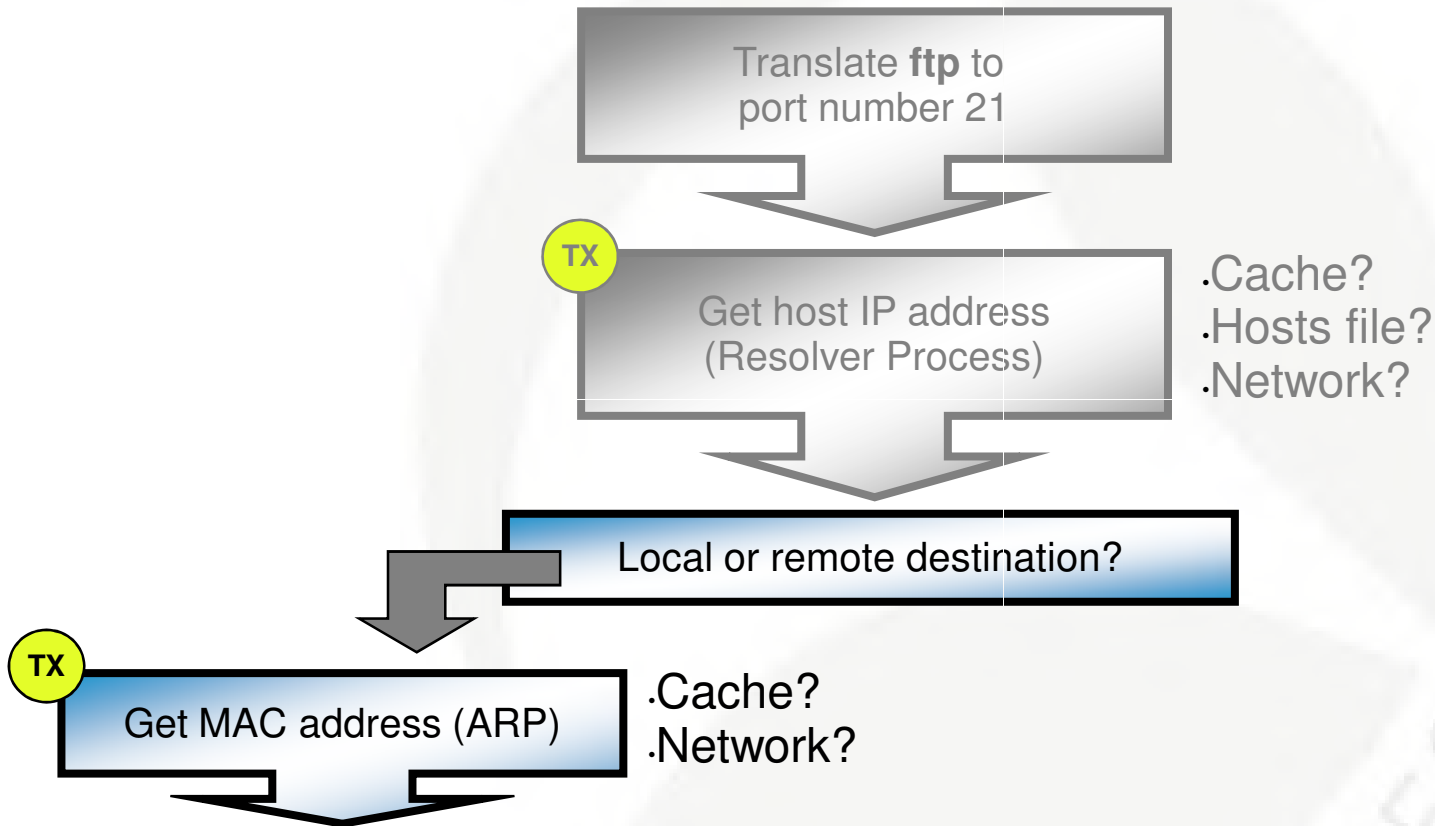 Translate ftp to
port number 21
TX
Get host IP address
(Resolver Process)
.Cache?
.Hosts file?
.Network?
Local or remote destination?
TX
Get MAC address (ARP)
.Cache?
.Network?